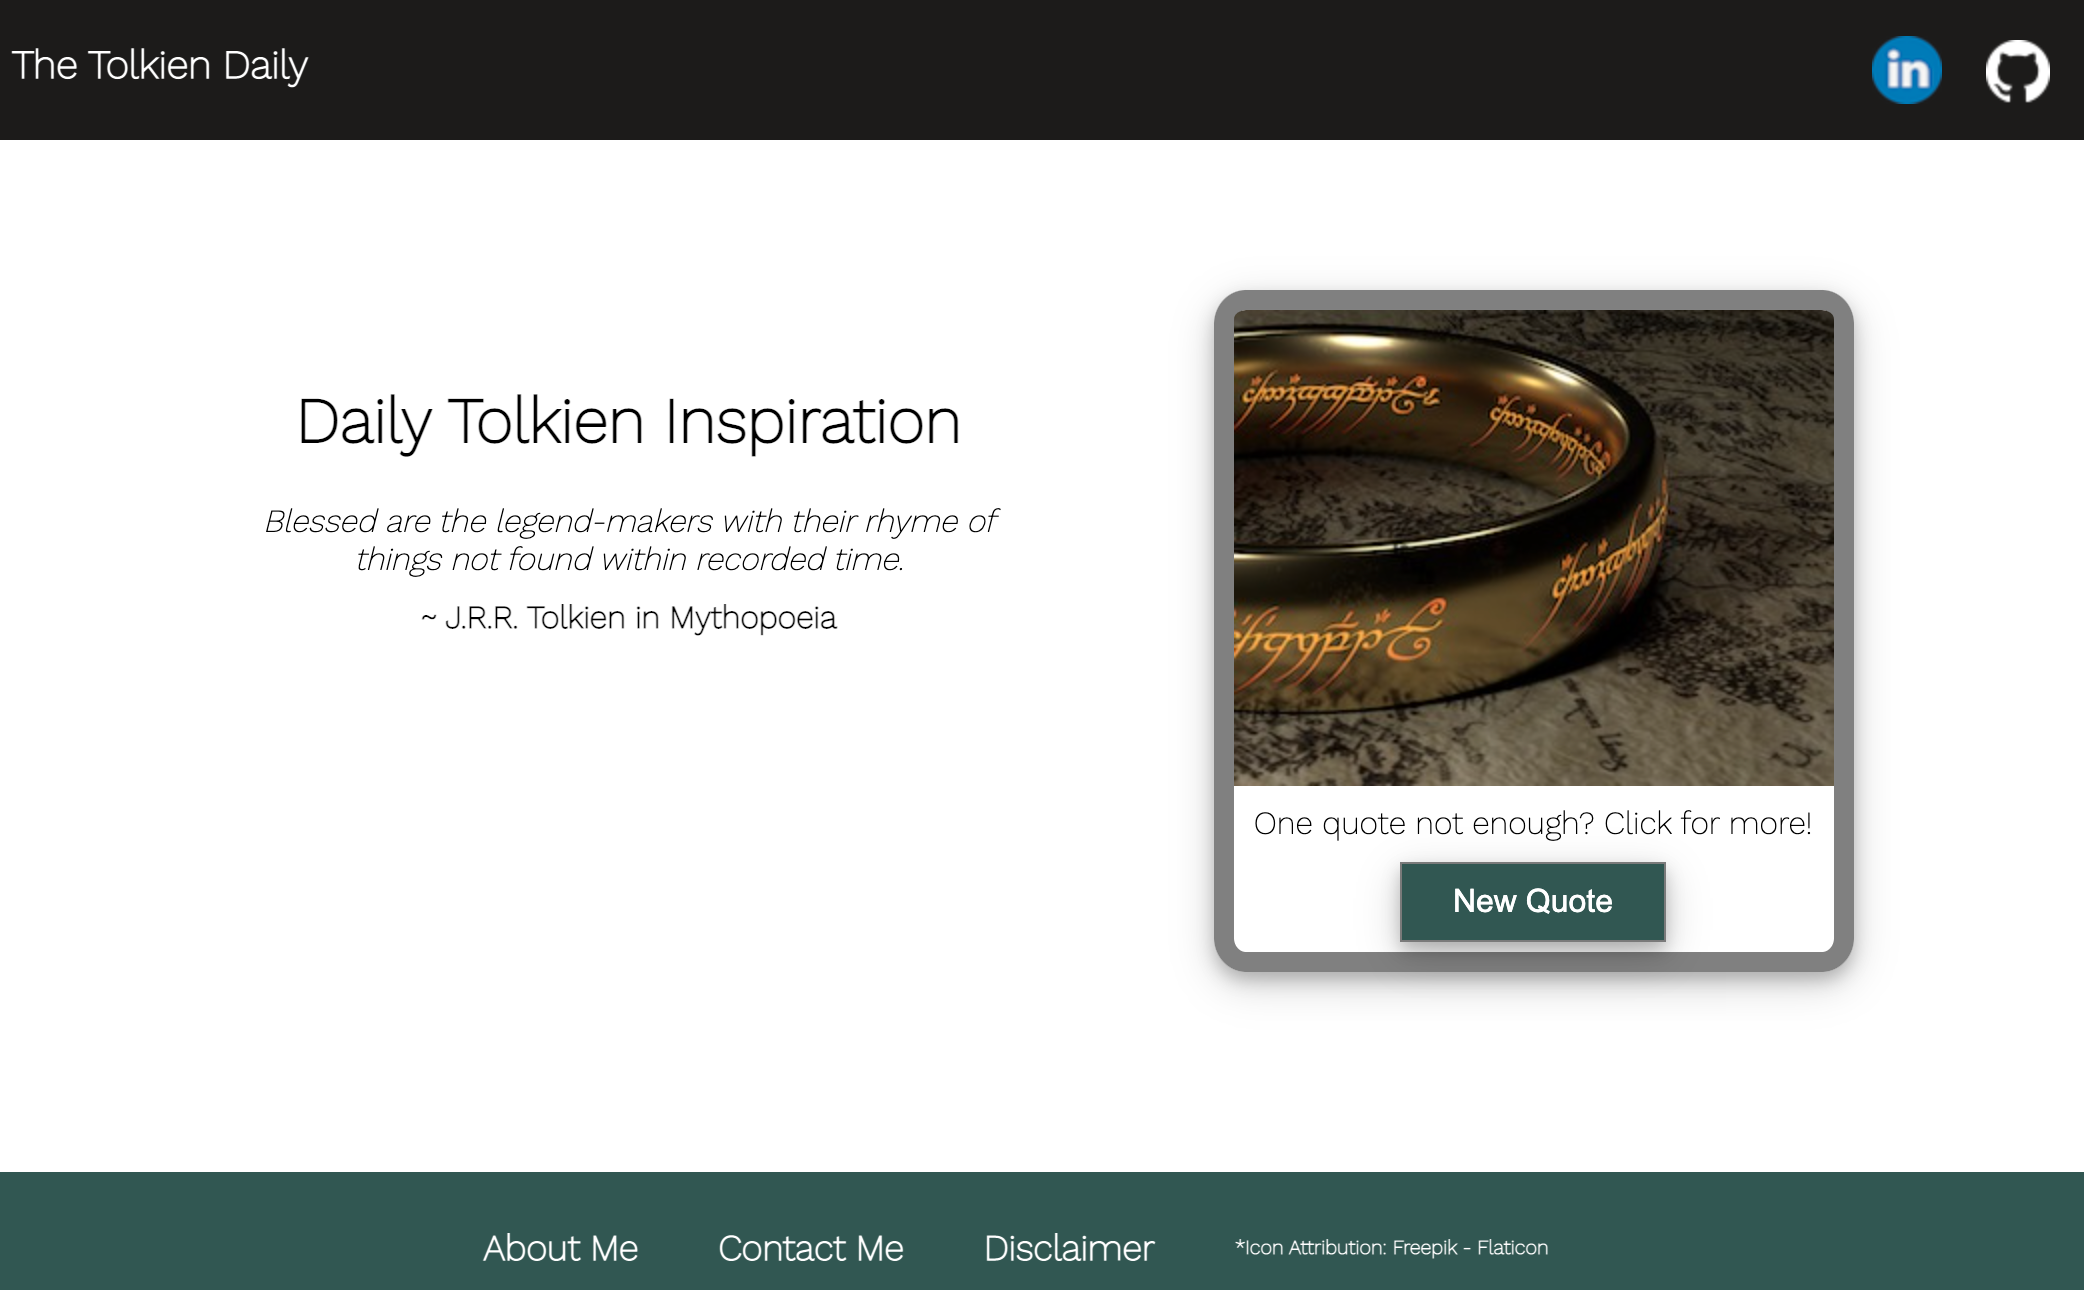 The Tolkien Daily
in
Daily Tolkien Inspiration
Blessed are the legend-makers with their rhyme of
things not found within recorded time.
~ J.R.R. Tolkien in Mythopoeia
One quote not enough? Click for more!
New Quote
About Me
Contact Me
Disclaimer
*Icon Attribution: Freepik - Flaticon